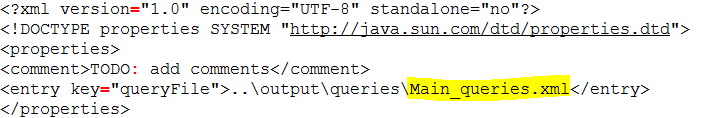 <?xml version="1.0" encoding="UTF-8" standalone="no"?>
<!DOCTYPE properties SYSTEM "http://java.sun.com/dtd/properties.dtd">
<properties>
<comment>TODO: add comments</comment>
<entry key="queryFile">..\output\queries\Main_queries.xml</entry>
</properties>